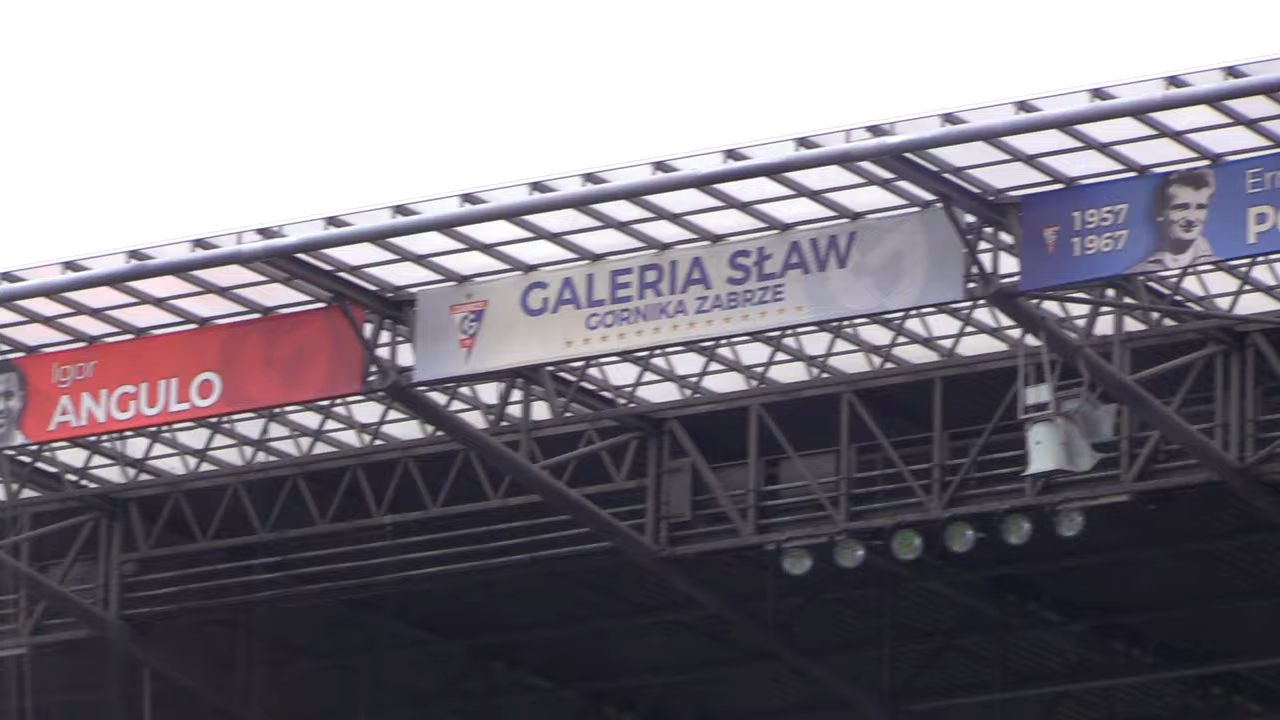 Igor
ANGULO
GALERIA SŁAW
GÓRNIKA ZABRZE
1957
1967